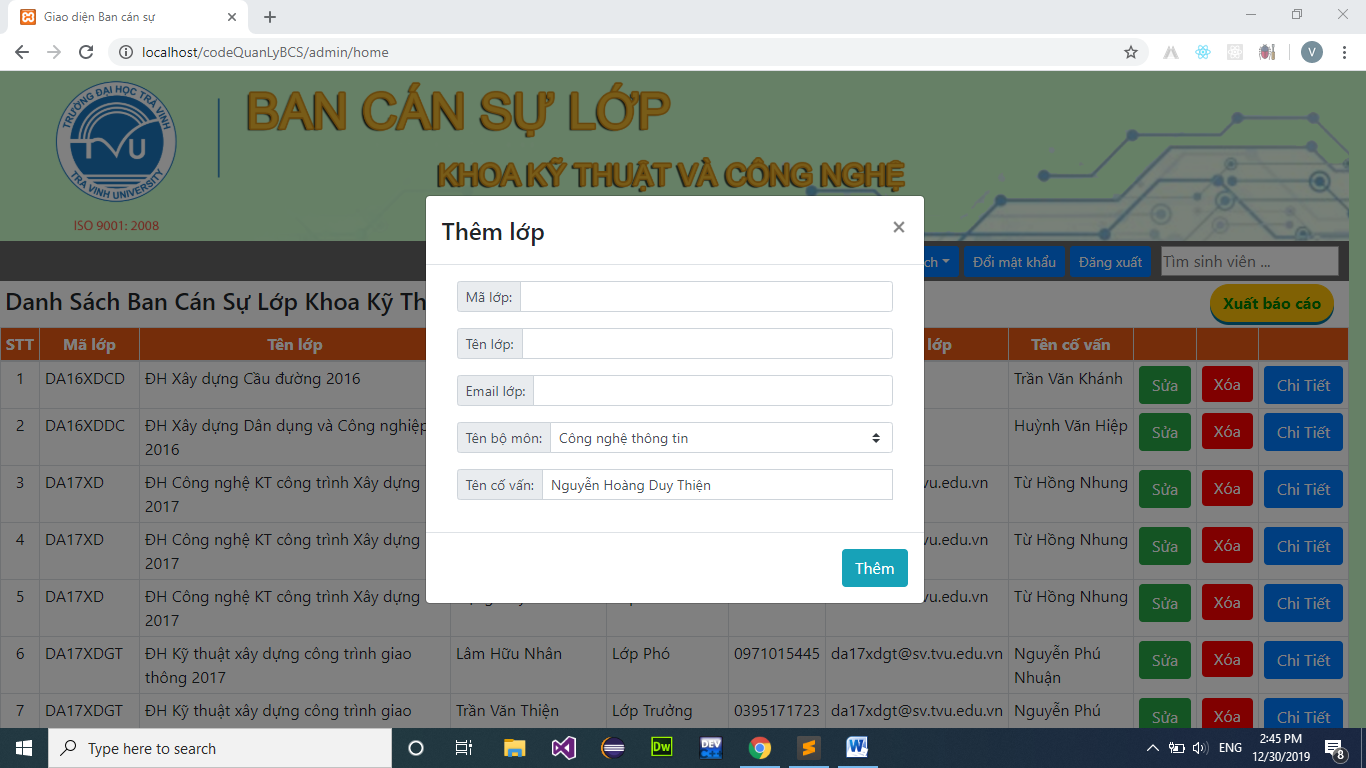 Giao diện Ban cán sự
localhost/codeQuanLyBCS/admin/home
V
TRƯỜNG ĐẠI HỌC TRÀ VINH
TVU
TRA VINH UNIVERSITY
ISO 9001: 2008
BAN CÁN SỰ LỚP
KHOA KỸ THUẬT VÀ CÔNG NGHỆ
ch Đổi mật khẩu Đăng xuất Tìm sinh viên ...
Danh Sách Ban Cán Sự Lớp Khoa Kỹ Th
Xuất báo cáo
Thêm lớp ×
Mã lớp:
Tên lớp:
Email lớp:
Tên bộ môn: Công nghệ thông tin
Tên cố vấn: Nguyễn Hoàng Duy Thiện
Thêm
STT Mã lớp Tên lớp lớp Tên cố vấn
1 DA16XDCD ĐH Xây dựng Cầu đường 2016 Trần Văn Khánh Sửa Xóa Chi Tiết
2 DA16XDDC ĐH Xây dựng Dân dụng và Công nghiệp Huỳnh Văn Hiệp Sửa Xóa Chi Tiết
2016
3 DA17XD ĐH Công nghệ KT công trình Xây dựng vu.edu.vn Từ Hồng Nhung Sửa Xóa Chi Tiết
2017
4 DA17XD ĐH Công nghệ KT công trình Xây dựng vu.edu.vn Từ Hồng Nhung Sửa Xóa Chi Tiết
2017
5 DA17XD ĐH Công nghệ KT công trình Xây dựng vu.edu.vn Từ Hồng Nhung Sửa Xóa Chi Tiết
2017
6 DA17XDGT ĐH Kỹ thuật xây dựng công trình giao Lâm Hữu Nhân Lớp Phó 0971015445 da17xdgt@sv.tvu.edu.vn Nguyễn Phú Sửa Xóa Chi Tiết
thông 2017 Nhuận
7 DA17XDGT ĐH Kỹ thuật xây dựng công trình giao Trần Văn Thiện Lớp Trưởng 0395171723 da17xdgt@sv.tvu.edu.vn Nguyễn Phú Sửa Xóa Chi Tiết
Type here to search
Dw
DEV
ENG
2:45 PM
12/30/2019
8